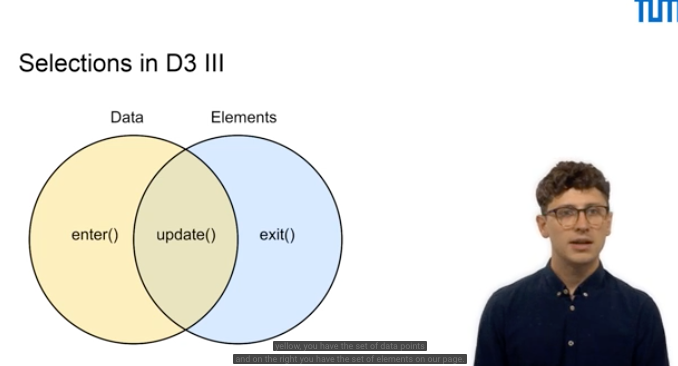 Selections in D3 III
Data
Elements
enter()
update()
exit()
yellow, you have the set of data points
and on the right you have the set of elements on our page.